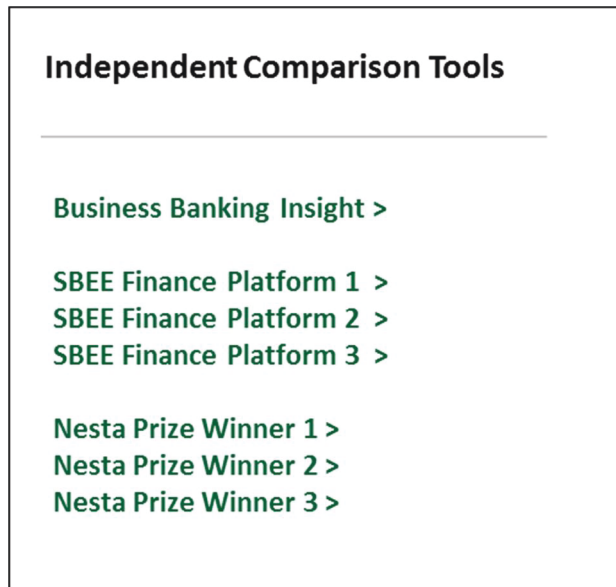 Independent Comparison Tools
Business Banking Insight >
SBEE Finance Platform 1 >
SBEE Finance Platform 2 >
SBEE Finance Platform 3 >
Nesta Prize Winner 1 >
Nesta Prize Winner 2 >
Nesta Prize Winner 3 >